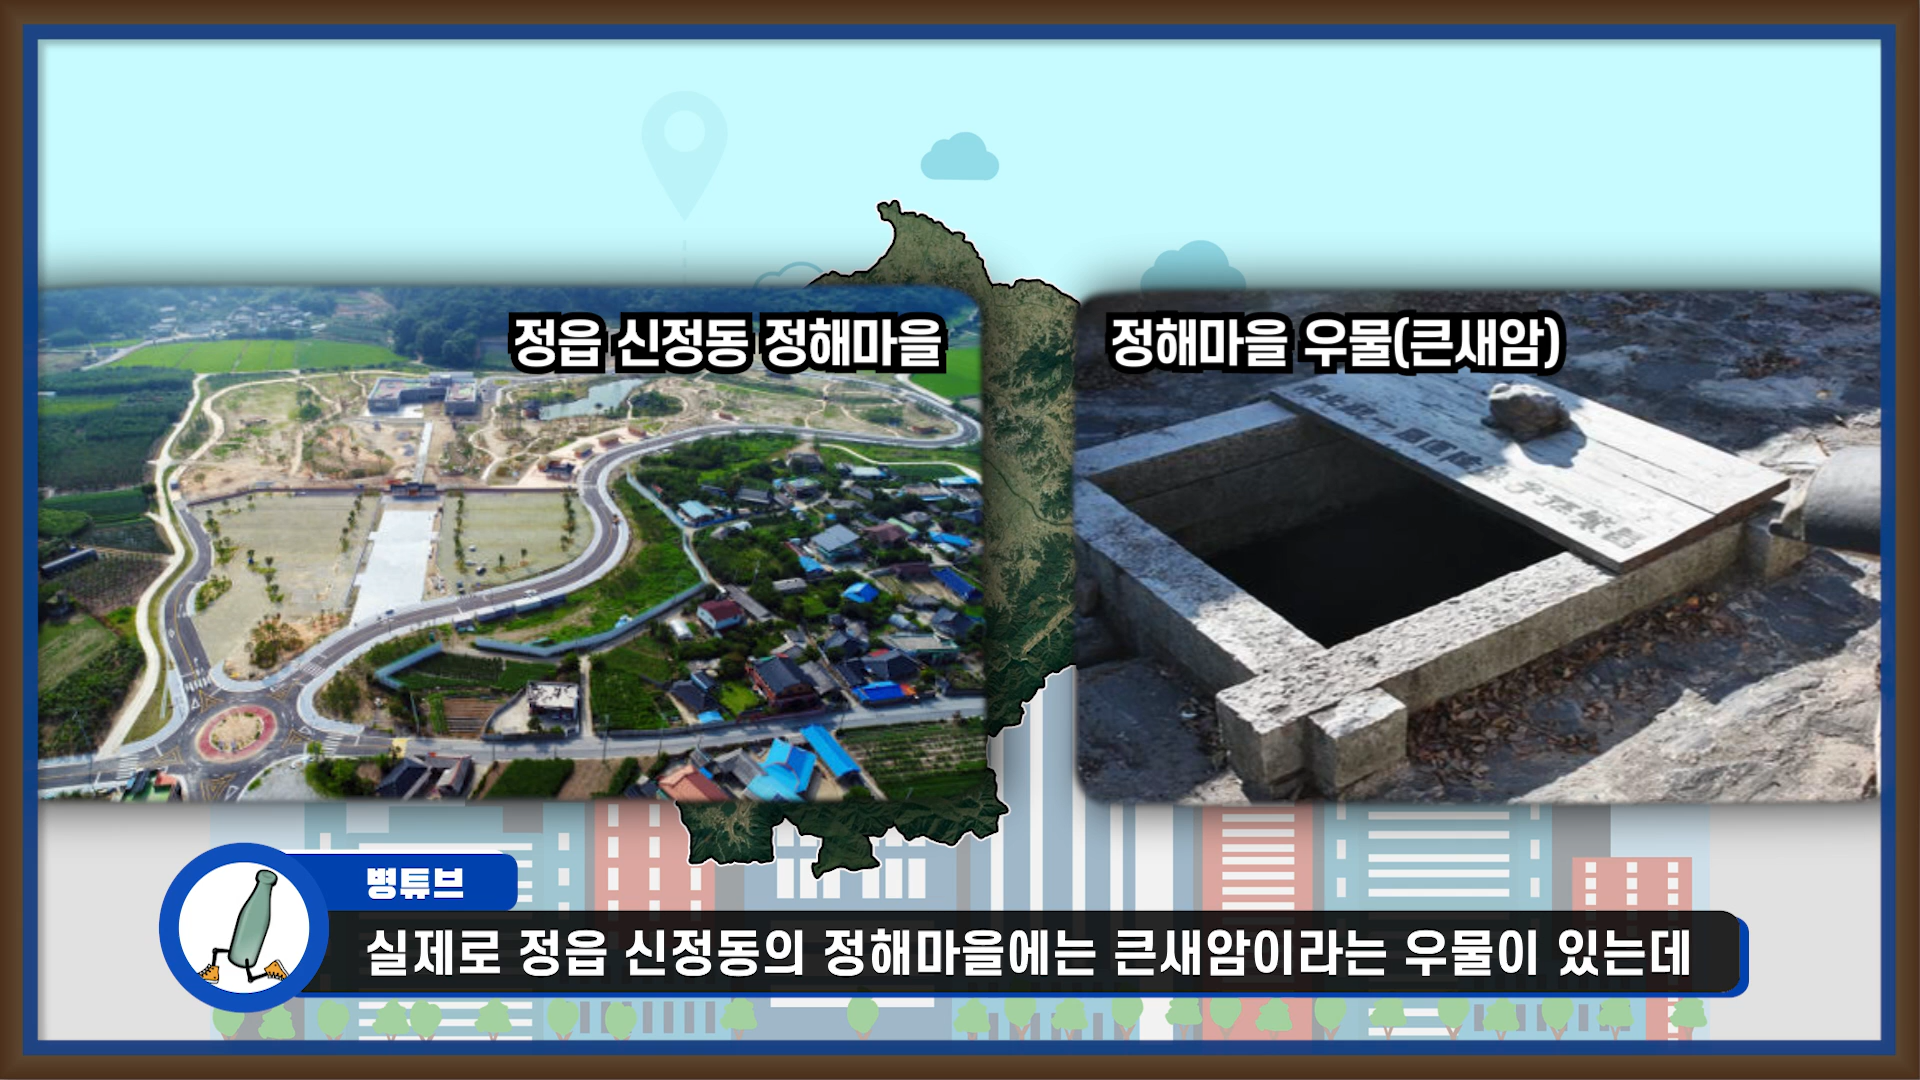 정읍 신정동 정해마을
정해마을 우물(큰새암)
병튜브
실제로 정읍 신정동의 정해마을에는 큰새암이라는 우물이 있는데